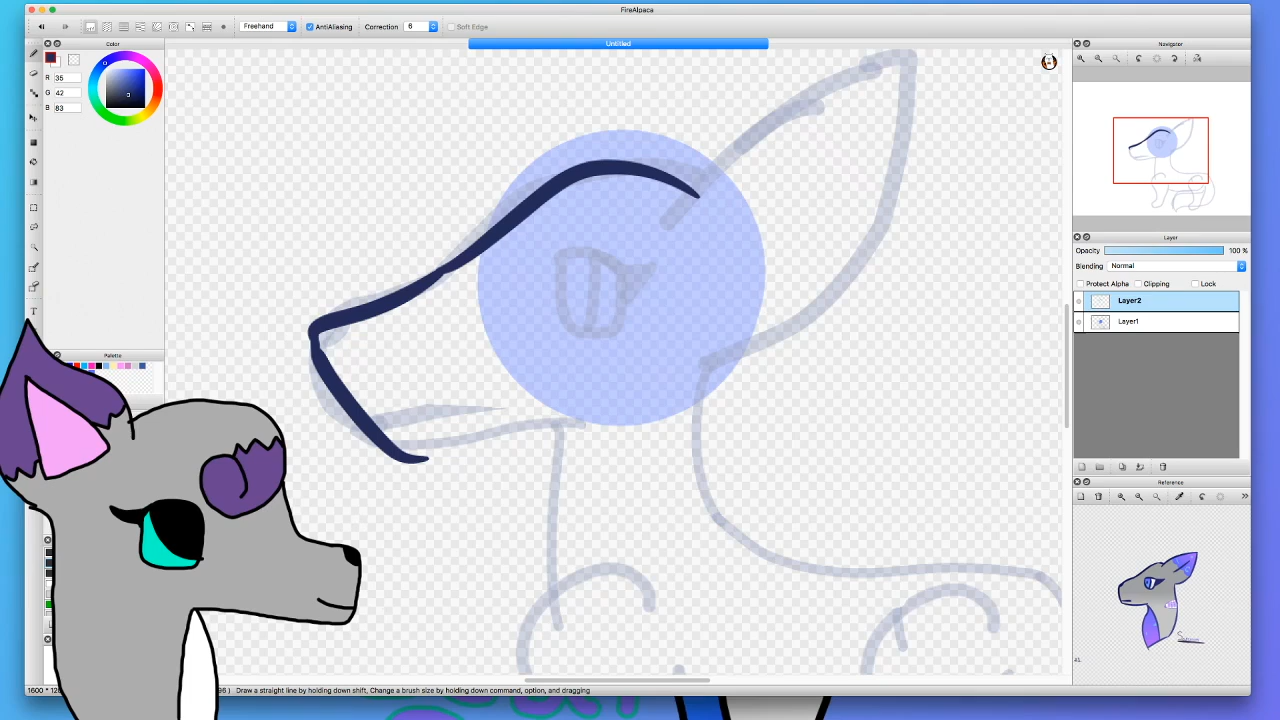 FireAlpaca
Freehand AntiAliasing Correction 6 Soft Edge
Color
Untitled
Navigator
R 35
G 42
B 83
Layer
Opacity 100 %
Blending Normal
Protect Alpha Clipping Lock
Layer2
Layer1
Palette
Reference
Draw a straight line by holding down shift, Change a brush size by holding down command, option, and dragging